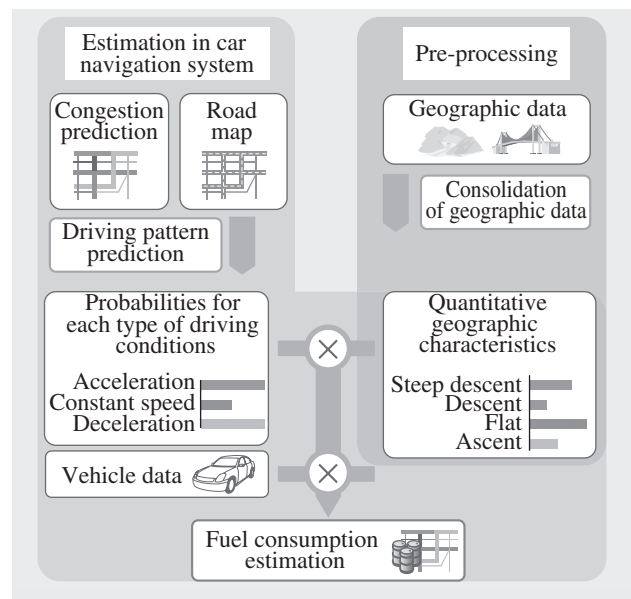 Estimation in car
navigation system
Pre-processing
Congestion
prediction
Road
map
Geographic data
Driving pattern
prediction
Consolidation
of geographic data
Probabilities for
each type of driving
conditions
Acceleration
Constant speed
Deceleration
Quantitative
geographic
characteristics
Steep descent
Descent
Flat
Ascent
Vehicle data
Fuel consumption
estimation